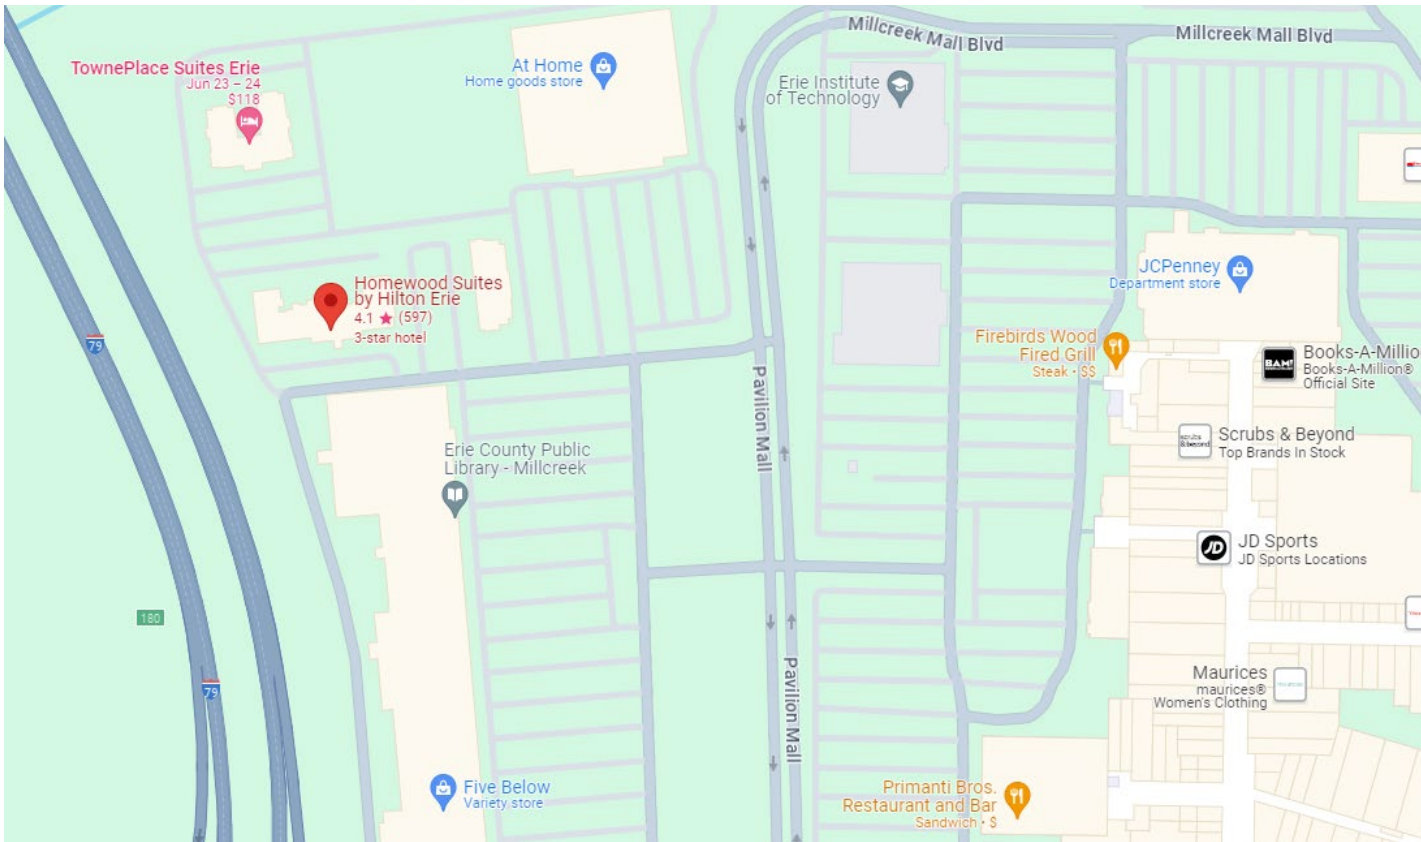 Millcreek Mall Blvd
Millcreek Mall Blvd
TownePlace Suites Erie
Jun 23 – 24
$118
At Home
Home goods store
Erie Institute
of Technology
JCPenney
Department store
Homewood Suites
by Hilton Erie
4.1 ★ (597)
3-star hotel
79
Firebirds Wood
Fired Grill
Steak · $$
BAM!
Books-A-Millio
Books-A-Million®
Official Site
Pavilion Mall
Erie County Public
Library - Millcreek
Scrubs & Beyond
Top Brands In Stock
JD
JD Sports
JD Sports Locations
180
79
Pavilion Mall
Maurices
maurices®
Women's Clothing
Five Below
Variety store
Primanti Bros.
Restaurant and Bar
Sandwich · $